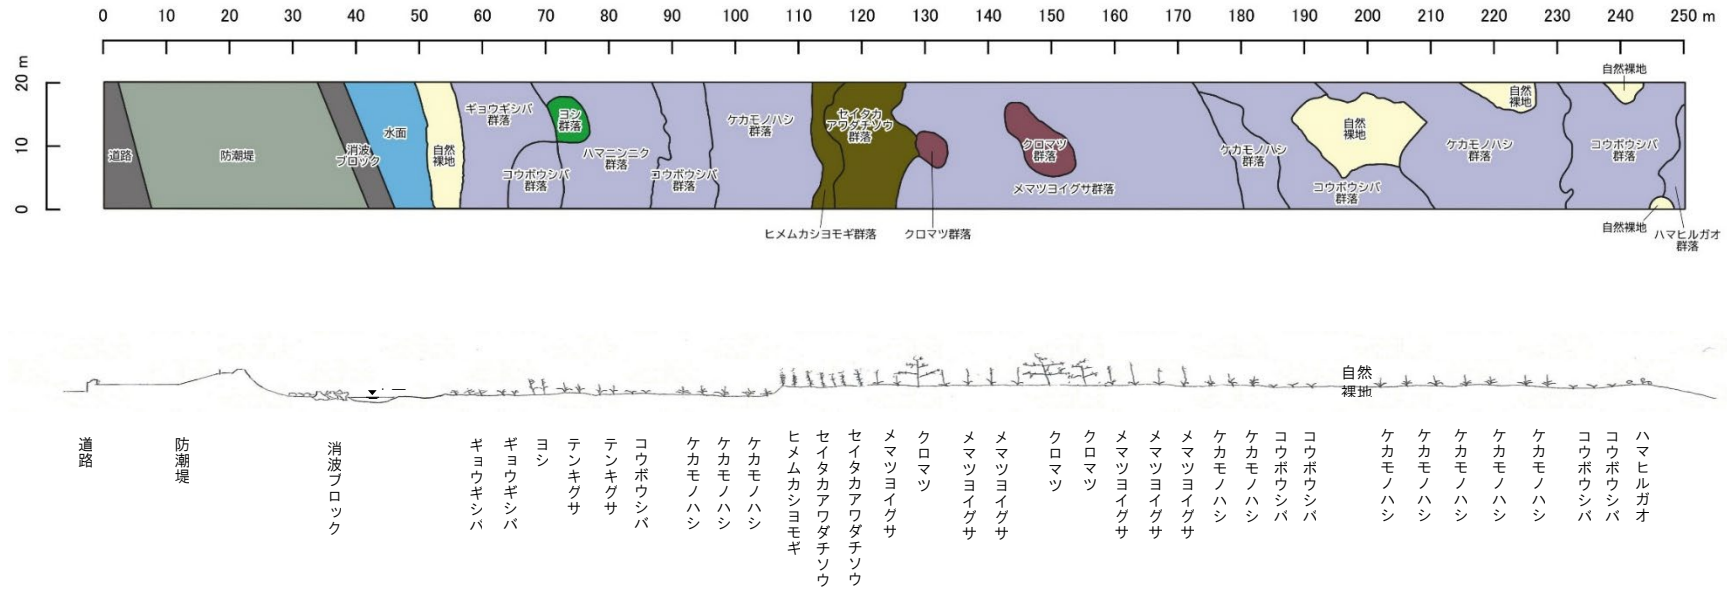 0 10 20 30 40 50 60 70 80 90 100 110 120 130 140 150 160 170 180 190 200 210 220 230 240 250 m
20 m
10
0
道路
防潮堤
消波
ブロック
水面
自然
裸地
ギョウギシバ
群落
ヨシ
群落
コウボウシバ
群落
ハマニンニク
群落
コウボウシバ
群落
ケカモノハシ
群落
セイタカ
アワダチソウ
群落
ヒメムカシヨモギ群落
クロマツ群落
クロマツ
群落
メマツヨイグサ群落
ケカモノハシ
群落
自然
裸地
コウボウシバ
群落
ケカモノハシ
群落
自然
裸地
自然裸地
コウボウシバ
群落
自然裸地
ハマヒルガオ
群落
自然
裸地
道路
防潮堤
消波ブロック
ギョウギシバ
ギョウギシバ
ヨシ
テンキグサ
テンキグサ
コウボウシバ
ケカモノハシ
ケカモノハシ
ケカモノハシ
ヒメムカシヨモギ
セイタカアワダチソウ
セイタカアワダチソウ
メマツヨイグサ
クロマツ
メマツヨイグサ
メマツヨイグサ
クロマツ
クロマツ
メマツヨイグサ
メマツヨイグサ
メマツヨイグサ
ケカモノハシ
ケカモノハシ
コウボウシバ
コウボウシバ
ケカモノハシ
ケカモノハシ
ケカモノハシ
ケカモノハシ
ケカモノハシ
コウボウシバ
コウボウシバ
ハマヒルガオ